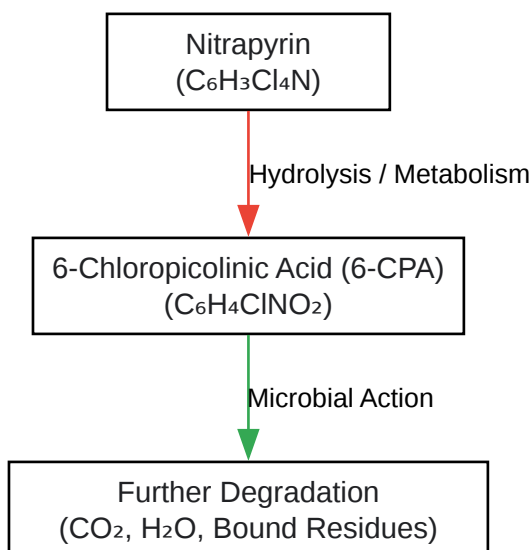 Nitrapyrin
(C₆H₃Cl₄N)
Hydrolysis / Metabolism
6-Chloropicolinic Acid (6-CPA)
(C₆H₄ClNO₂)
Microbial Action
Further Degradation
(CO₂, H₂O, Bound Residues)